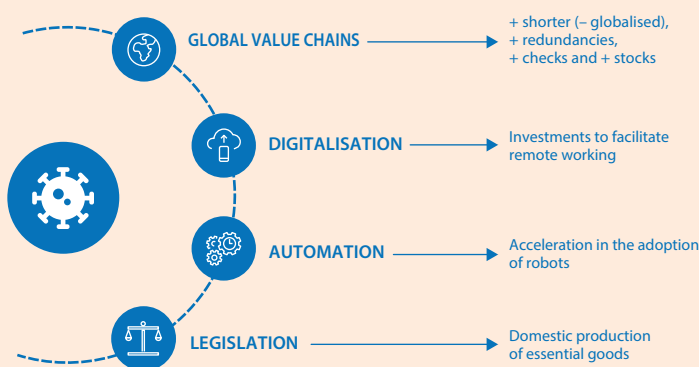 GLOBAL VALUE CHAINS
+ shorter (– globalised),
+ redundancies,
+ checks and + stocks
DIGITALISATION
Investments to facilitate
remote working
AUTOMATION
Acceleration in the adoption
of robots
LEGISLATION
Domestic production
of essential goods